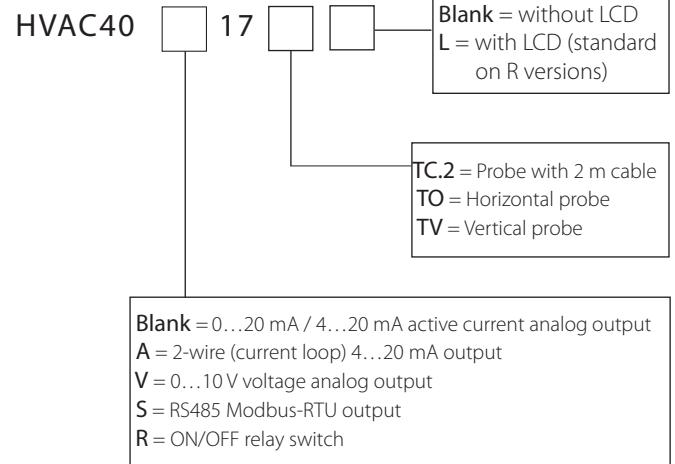 HVAC40 17
Blank = without LCD
L = with LCD (standard
on R versions)
TC.2 = Probe with 2 m cable
TO = Horizontal probe
TV = Vertical probe
Blank = 0…20 mA / 4…20 mA active current analog output
A = 2-wire (current loop) 4…20 mA output
V = 0…10 V voltage analog output
S = RS485 Modbus-RTU output
R = ON/OFF relay switch